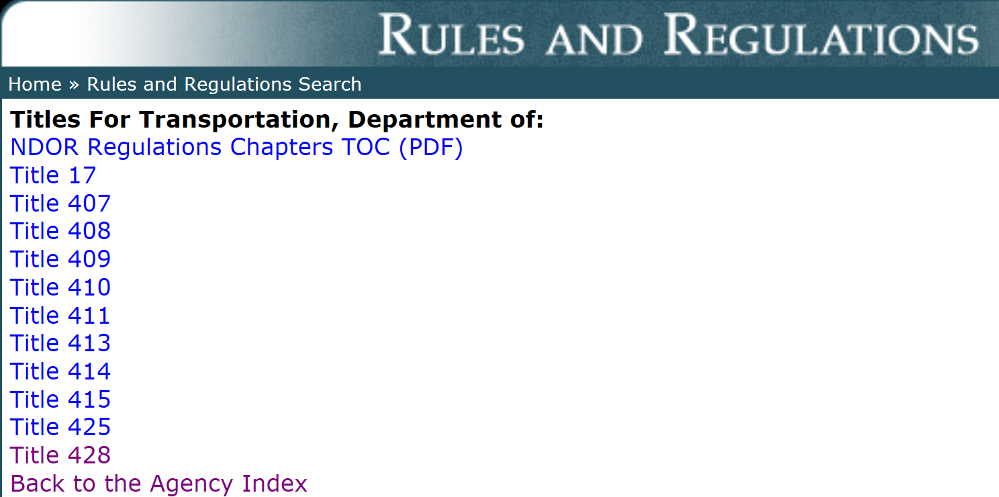 RULES AND REGULATIONS
Home » Rules and Regulations Search
Titles For Transportation, Department of:
NDOR Regulations Chapters TOC (PDF)
Title 17
Title 407
Title 408
Title 409
Title 410
Title 411
Title 413
Title 414
Title 415
Title 425
Title 428
Back to the Agency Index